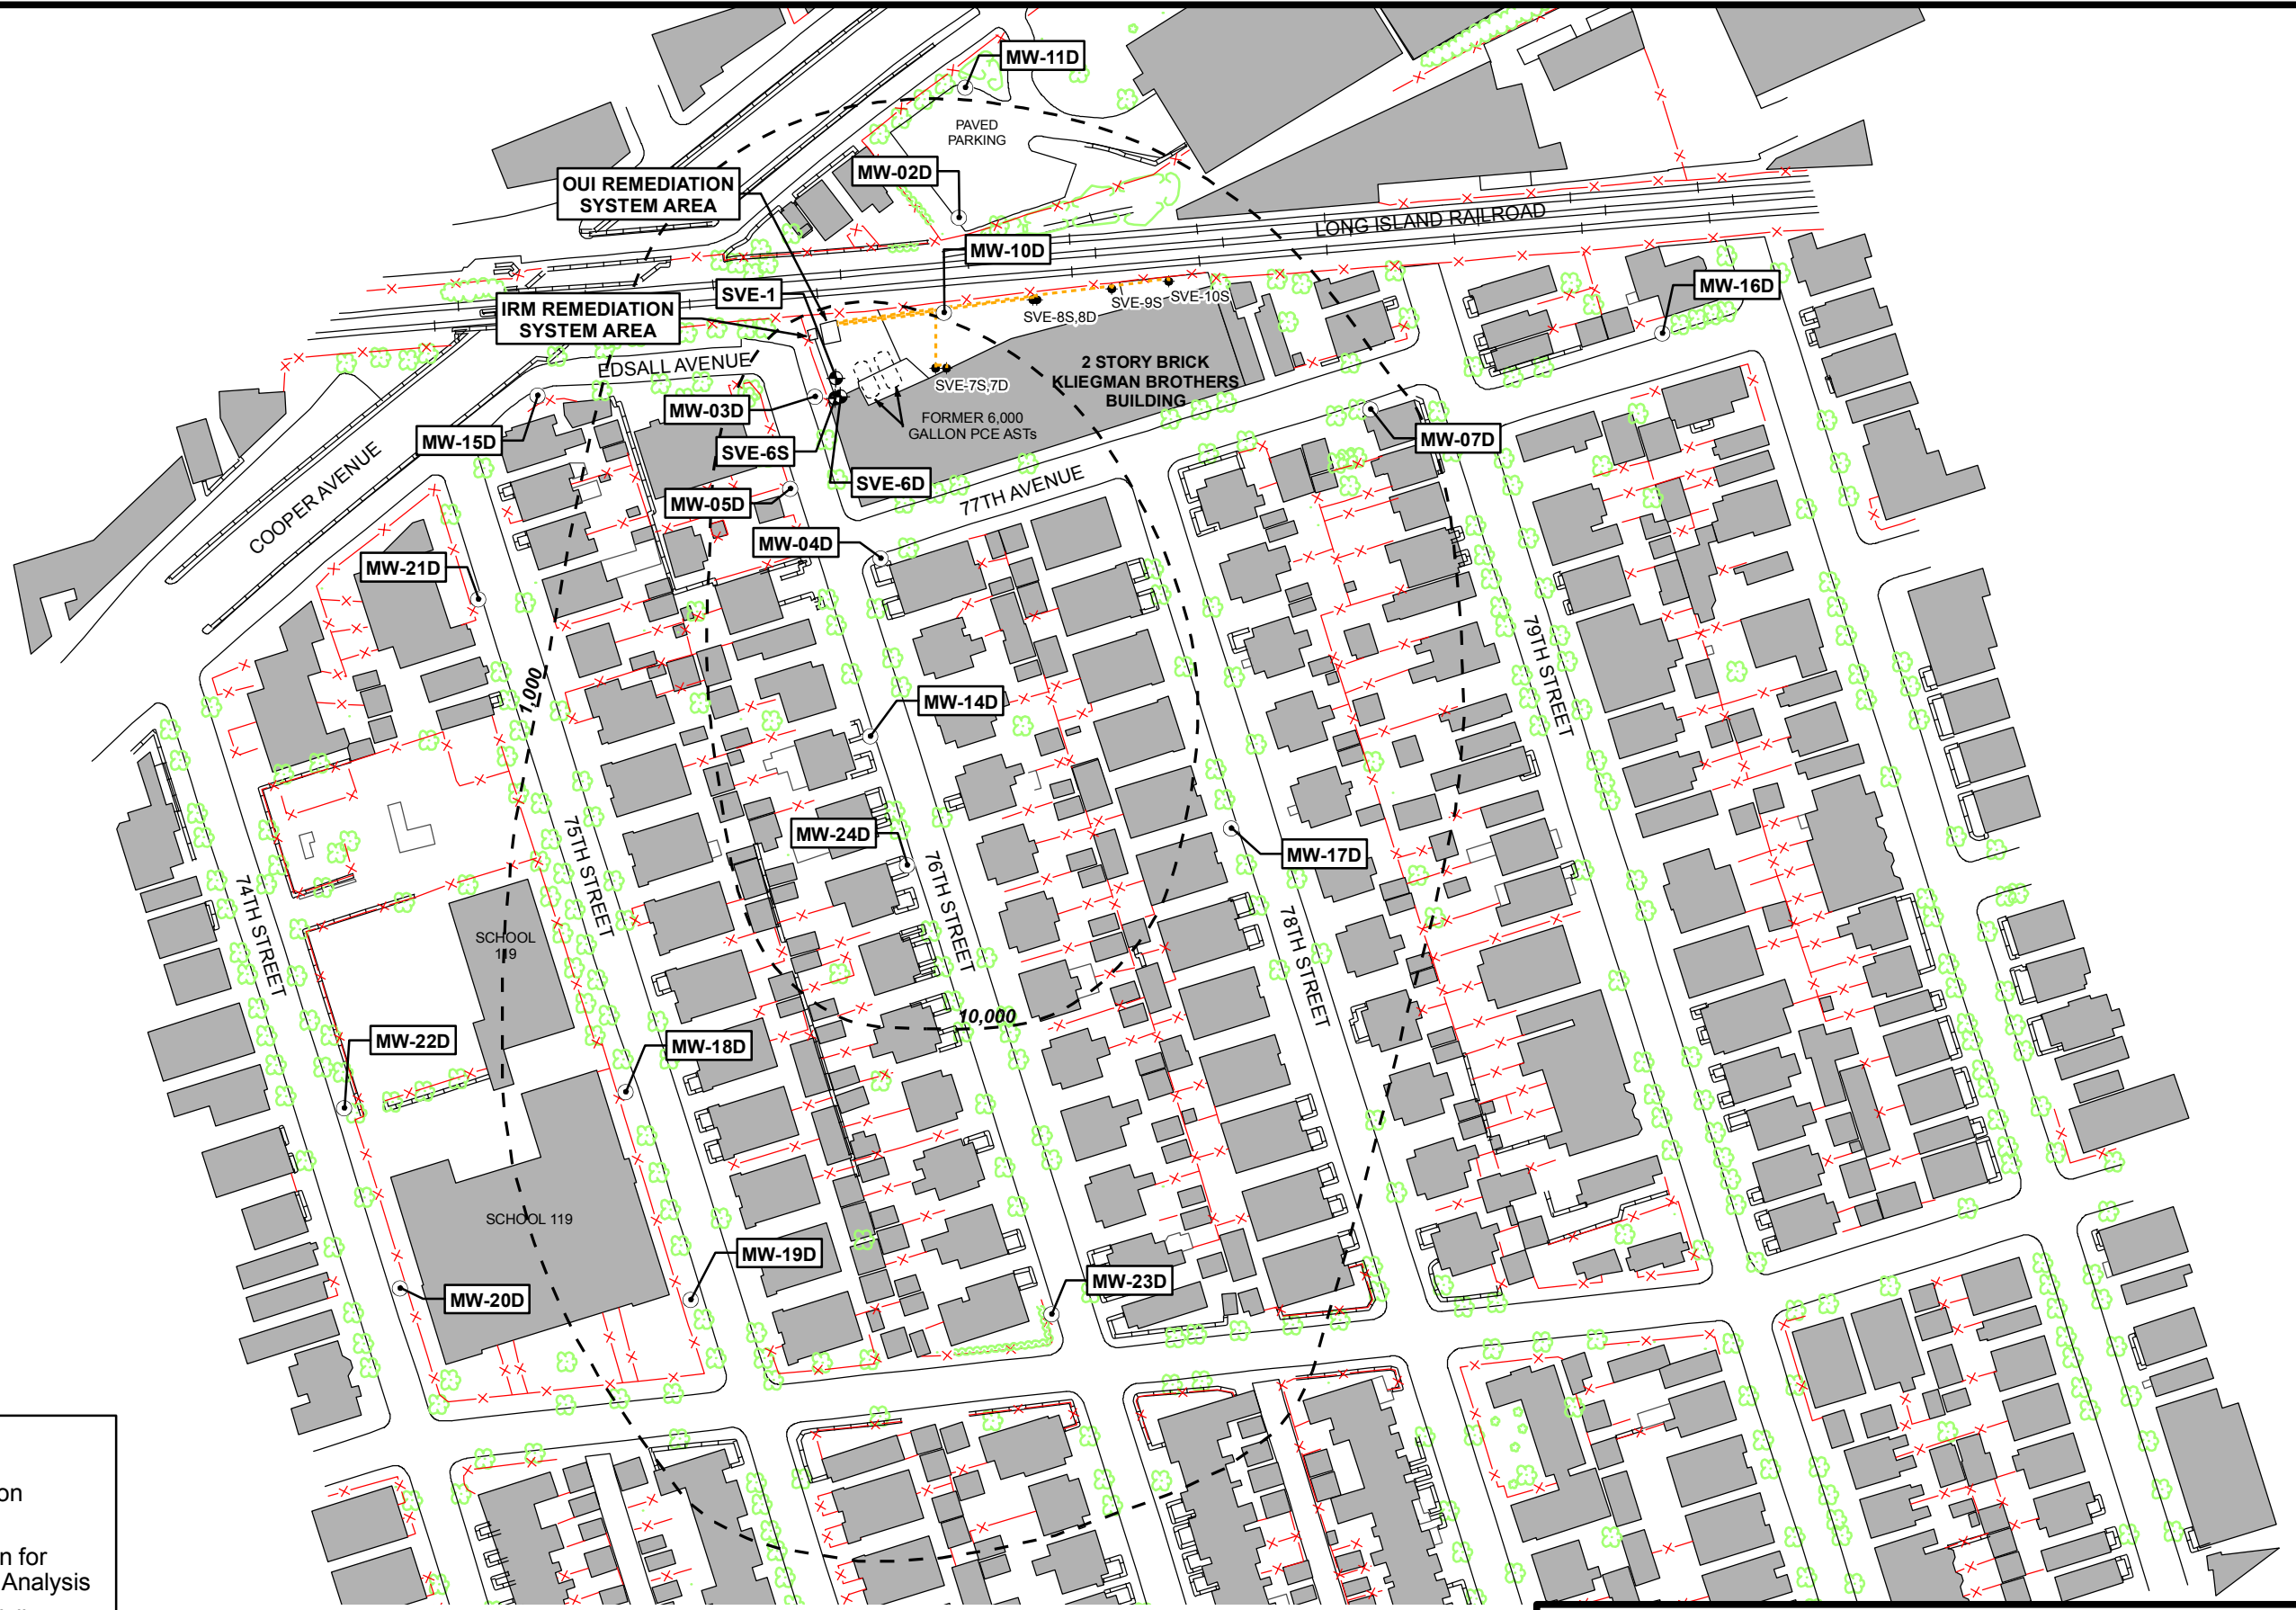 MW-11D
PAVED
PARKING
MW-02D
OUI REMEDIATION
SYSTEM AREA
LONG ISLAND RAILROAD
MW-10D
MW-16D
SVE-1
SVE-10S
SVE-9S
SVE-8S,8D
IRM REMEDIATION
SYSTEM AREA
EDSALL AVENUE
2 STORY BRICK
KLIEGMAN BROTHERS
BUILDING
SVE-7S,7D
MW-03D
FORMER 6,000
GALLON PCE ASTs
MW-15D
MW-07D
SVE-6S
SVE-6D
COOPER AVENUE
MW-05D
77TH AVENUE
MW-04D
MW-21D
79TH STREET
1,000
MW-14D
75TH STREET
MW-24D
76TH STREET
MW-17D
74TH STREET
SCHOOL
119
78TH STREET
10,000
MW-22D
MW-18D
SCHOOL 119
MW-19D
MW-23D
MW-20D
on
n for
Analysis